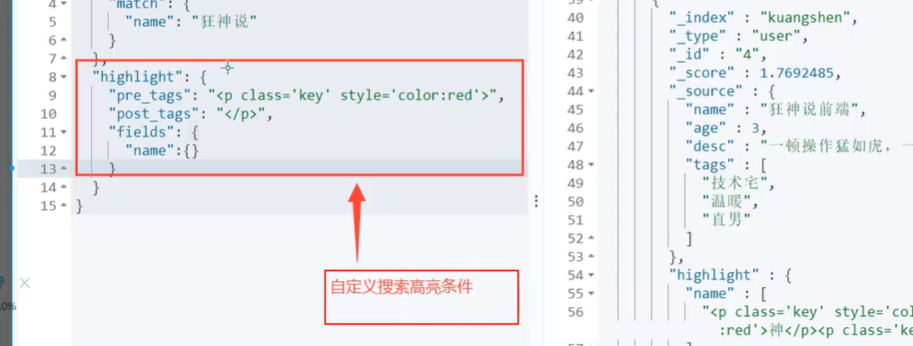 4 "match": {
5 "name": "狂神说"
6 }
7 },
8 "highlight": {
9 "pre_tags": "<p class='key' style='color:red'>",
10 "post_tags": "</p>",
11 "fields": {
12 "name":{}
13 }
14 }
15 }
自定义搜索高亮条件
0%
40 "_index" : "kuangshen",
41 "_type" : "user",
42 "_id" : "4",
43 "_score" : 1.7692485,
44 "_source" : {
45 "name" : "狂神说前端",
46 "age" : 3,
47 "desc" : "一顿操作猛如虎，一
48 "tags" : [
49 "技术宅",
50 "温暖",
51 "直男"
52 ]
53 },
54 "highlight" : {
55 "name" : [
56 "<p class='key' style='col
:red'>神</p><p class='ke